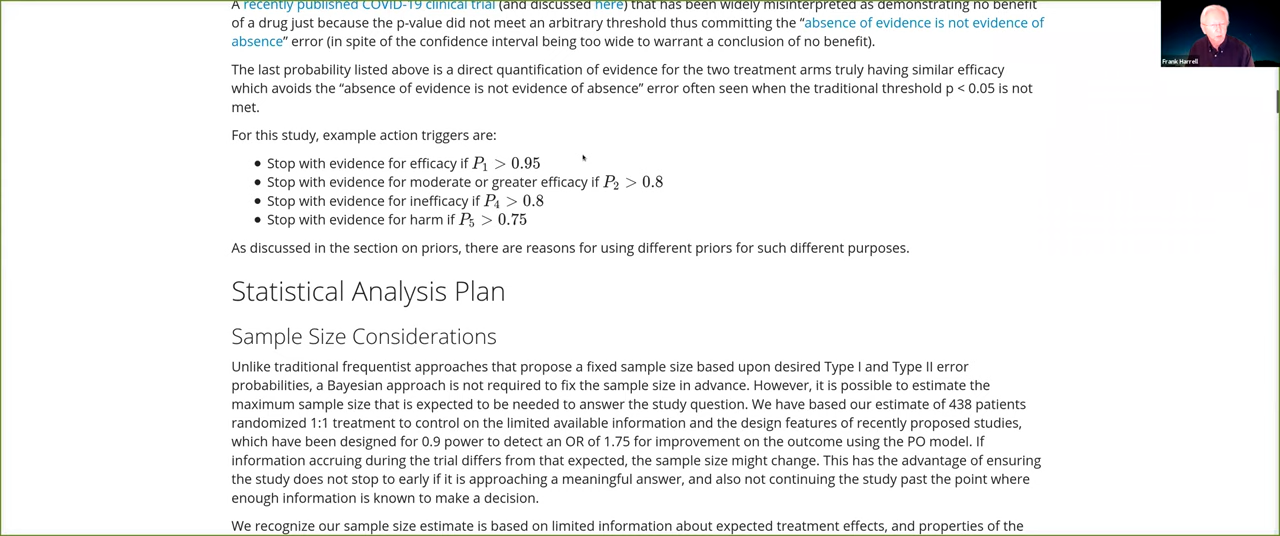 A recently published COVID-19 clinical trial (and discussed here) that has been widely misinterpreted as demonstrating no benefit
of a drug just because the p-value did not meet an arbitrary threshold thus committing the “absence of evidence is not evidence of
absence” error (in spite of the confidence interval being too wide to warrant a conclusion of no benefit).
Frank Harrell
The last probability listed above is a direct quantification of evidence for the two treatment arms truly having similar efficacy
which avoids the “absence of evidence is not evidence of absence” error often seen when the traditional threshold p < 0.05 is not
met.
For this study, example action triggers are:
• Stop with evidence for efficacy if P₁ > 0.95
• Stop with evidence for moderate or greater efficacy if P₂ > 0.8
• Stop with evidence for inefficacy if P₄ > 0.8
• Stop with evidence for harm if P₅ > 0.75
As discussed in the section on priors, there are reasons for using different priors for such different purposes.
Statistical Analysis Plan
Sample Size Considerations
Unlike traditional frequentist approaches that propose a fixed sample size based upon desired Type I and Type II error
probabilities, a Bayesian approach is not required to fix the sample size in advance. However, it is possible to estimate the
maximum sample size that is expected to be needed to answer the study question. We have based our estimate of 438 patients
randomized 1:1 treatment to control on the limited available information and the design features of recently proposed studies,
which have been designed for 0.9 power to detect an OR of 1.75 for improvement on the outcome using the PO model. If
information accruing during the trial differs from that expected, the sample size might change. This has the advantage of ensuring
the study does not stop to early if it is approaching a meaningful answer, and also not continuing the study past the point where
enough information is known to make a decision.
We recognize our sample size estimate is based on limited information about expected treatment effects, and properties of the